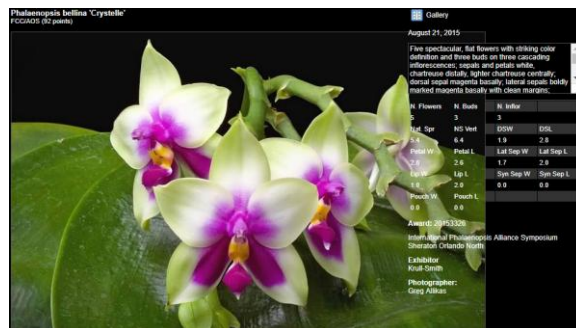 Phalaenopsis bellina 'Crystelle'
FCC/AOS (92 points)
Gallery
August 21, 2015
Five spectacular, flat flowers with striking color
definition and three buds on three cascading
inflorescences; sepals and petals white,
chartreuse distally, lighter chartreuse centrally;
dorsal sepal magenta basally; lateral sepals boldly
marked magenta basally with clean margins;
N. Flowers N. Buds N. Inflor
5 3 3
Nat. Spr NS Vert DSW DSL
5.4 6.4 1.9 2.8
Petal W Petal L Lat Sep W Lat Sep L
2.0 2.6 1.7 2.8
Lip W Lip L Syn Sep W Syn Sep L
1.0 2.0 0.0 0.0
Pouch W Pouch L
0.0 0.0
Award: 20153326
International Phalaenopsis Alliance Symposium
Sheraton Orlando North
Exhibitor
Krull-Smith
Photographer:
Greg Allikas